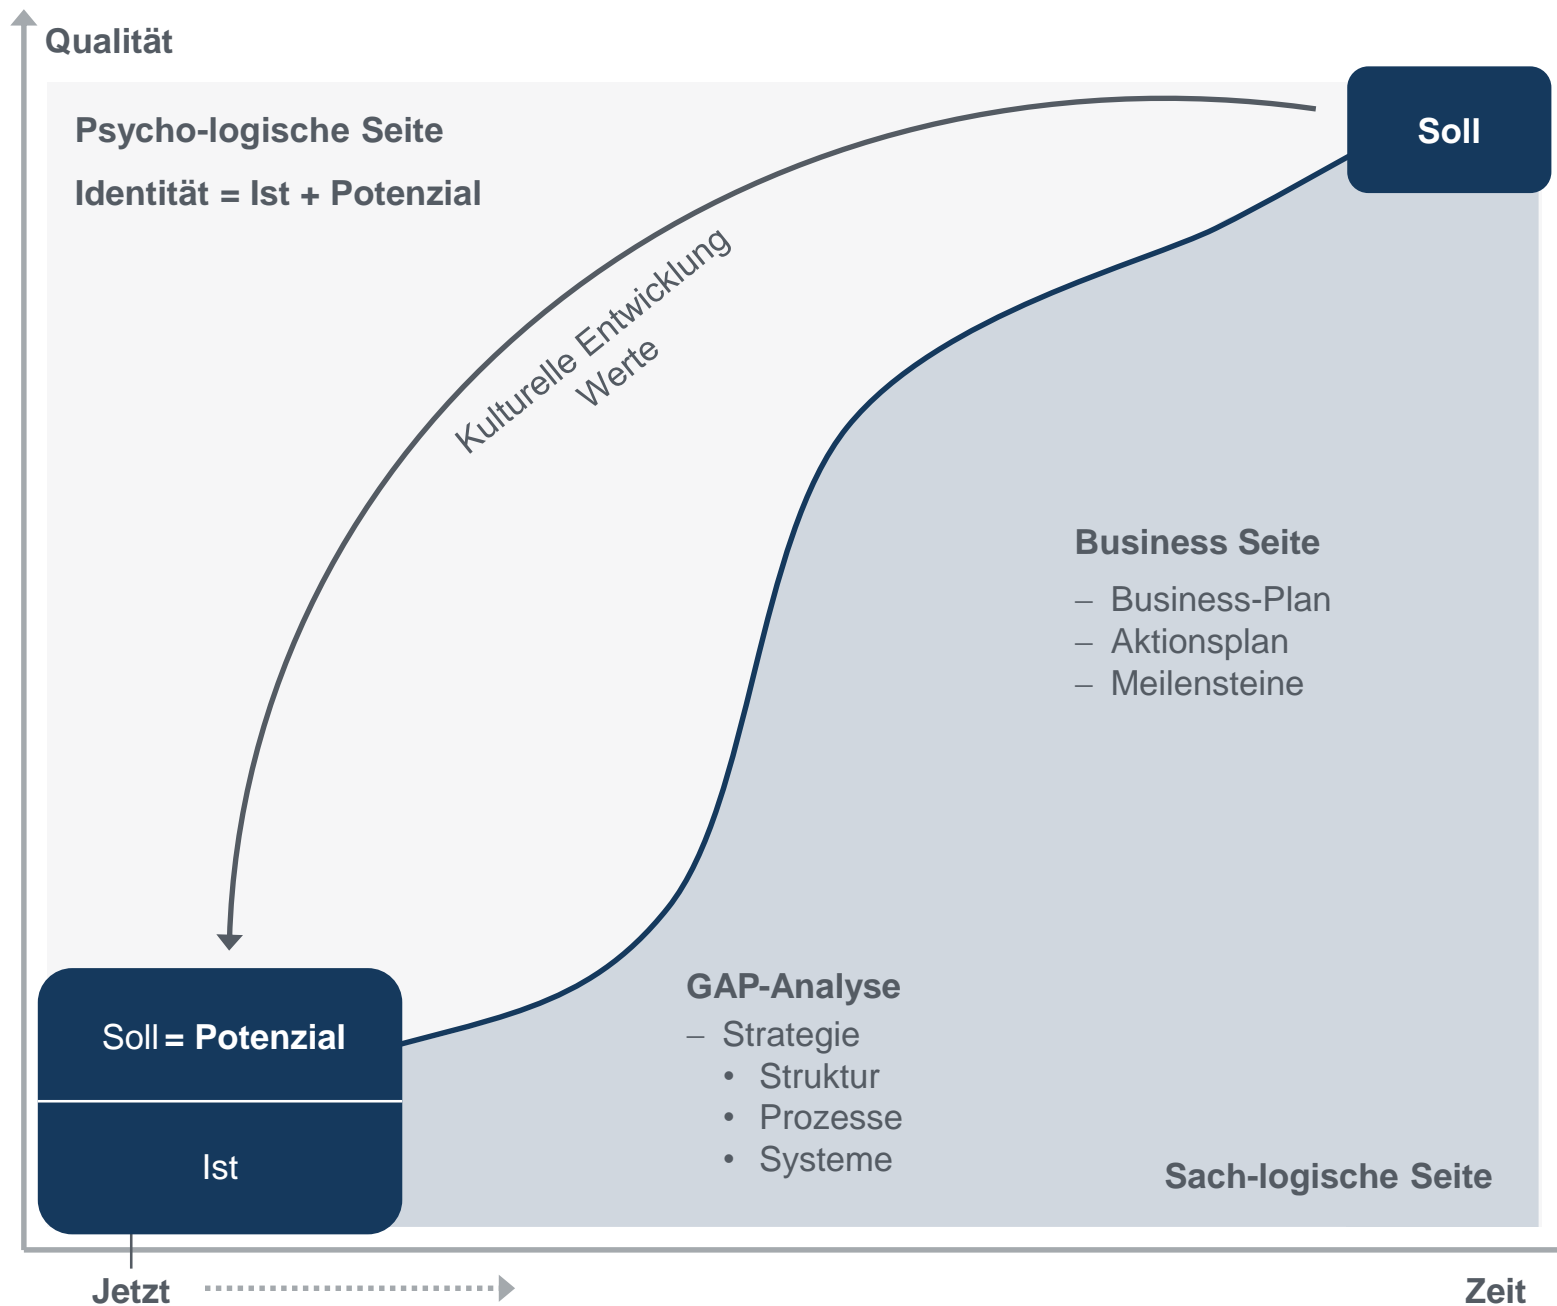 Qualität
Psycho-logische Seite
Soll
Identität = Ist + Potenzial
Kulturelle Entwicklung
Werte
Business Seite
– Business-Plan
– Aktionsplan
– Meilensteine
GAP-Analyse
– Strategie
• Struktur
• Prozesse
• Systeme
Soll = Potenzial
Ist
Sach-logische Seite
Jetzt
Zeit